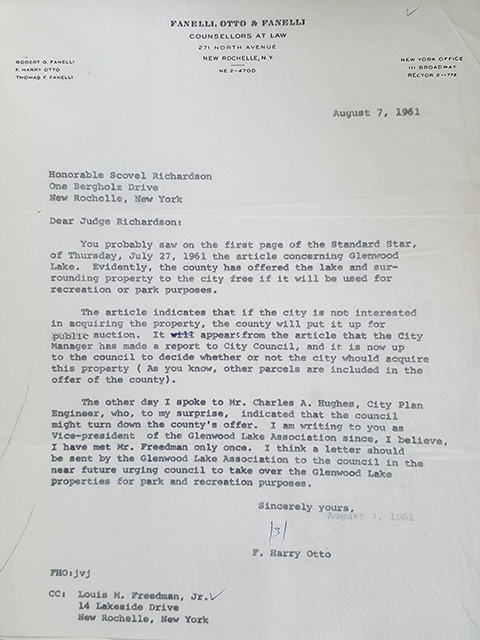 FANELLI, OTTO & FANELLI
COUNSELLORS AT LAW
271 NORTH AVENUE
NEW ROCHELLE, N.Y.
NE 2-4700
ROBERT G. FANELLI
F. HARRY OTTO
THOMAS F. FANELLI
NEW YORK OFFICE
111 BROADWAY
RECTOR 2-1772
August 7, 1961
Honorable Scovel Richardson
One Bergholz Drive
New Rochelle, New York
Dear Judge Richardson:
You probably saw on the first page of the Standard Star,
of Thursday, July 27, 1961 the article concerning Glenwood
Lake. Evidently, the county has offered the lake and sur-
rounding property to the city free if it will be used for
recreation or park purposes.
The article indicates that if the city is not interested
in acquiring the property, the county will put it up for
public auction. It will appears from the article that the City
Manager has made a report to City Council, and it is now up
to the council to decide whether or not the city whould acquire
this property ( As you know, other parcels are included in the
offer of the county).
The other day I spoke to Mr. Charles A. Hughes, City Plan
Engineer, who, to my surprise, indicated that the council
might turn down the county's offer. I am writing to you as
Vice-president of the Glenwood Lake Association since, I believe,
I have met Mr. Freedman only once. I think a letter should
be sent by the Glenwood Lake Association to the council in the
near future urging council to take over the Glenwood Lake
properties for park and recreation purposes.
Sincerely yours,
August 7, 1961
/s/
F. Harry Otto
FHO:jvj
CC: Louis M. Freedman, Jr.
14 Lakeside Drive
New Rochelle, New York